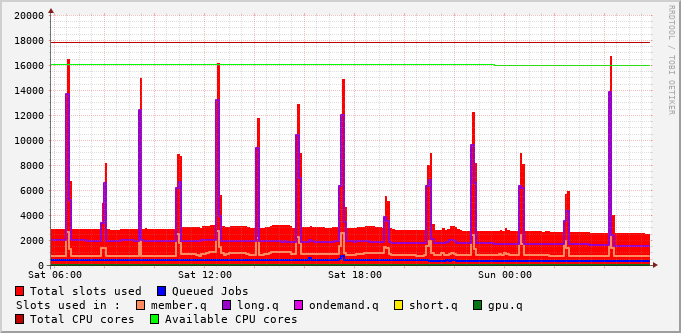 20000
18000
16000
14000
12000
10000
8000
6000
4000
2000
0
Sat 06:00 Sat 12:00 Sat 18:00 Sun 00:00
Total slots used Queued Jobs
Slots used in : member.q long.q ondemand.q short.q gpu.q
Total CPU cores Available CPU cores
RRDTOOL / TOBI OETIKER